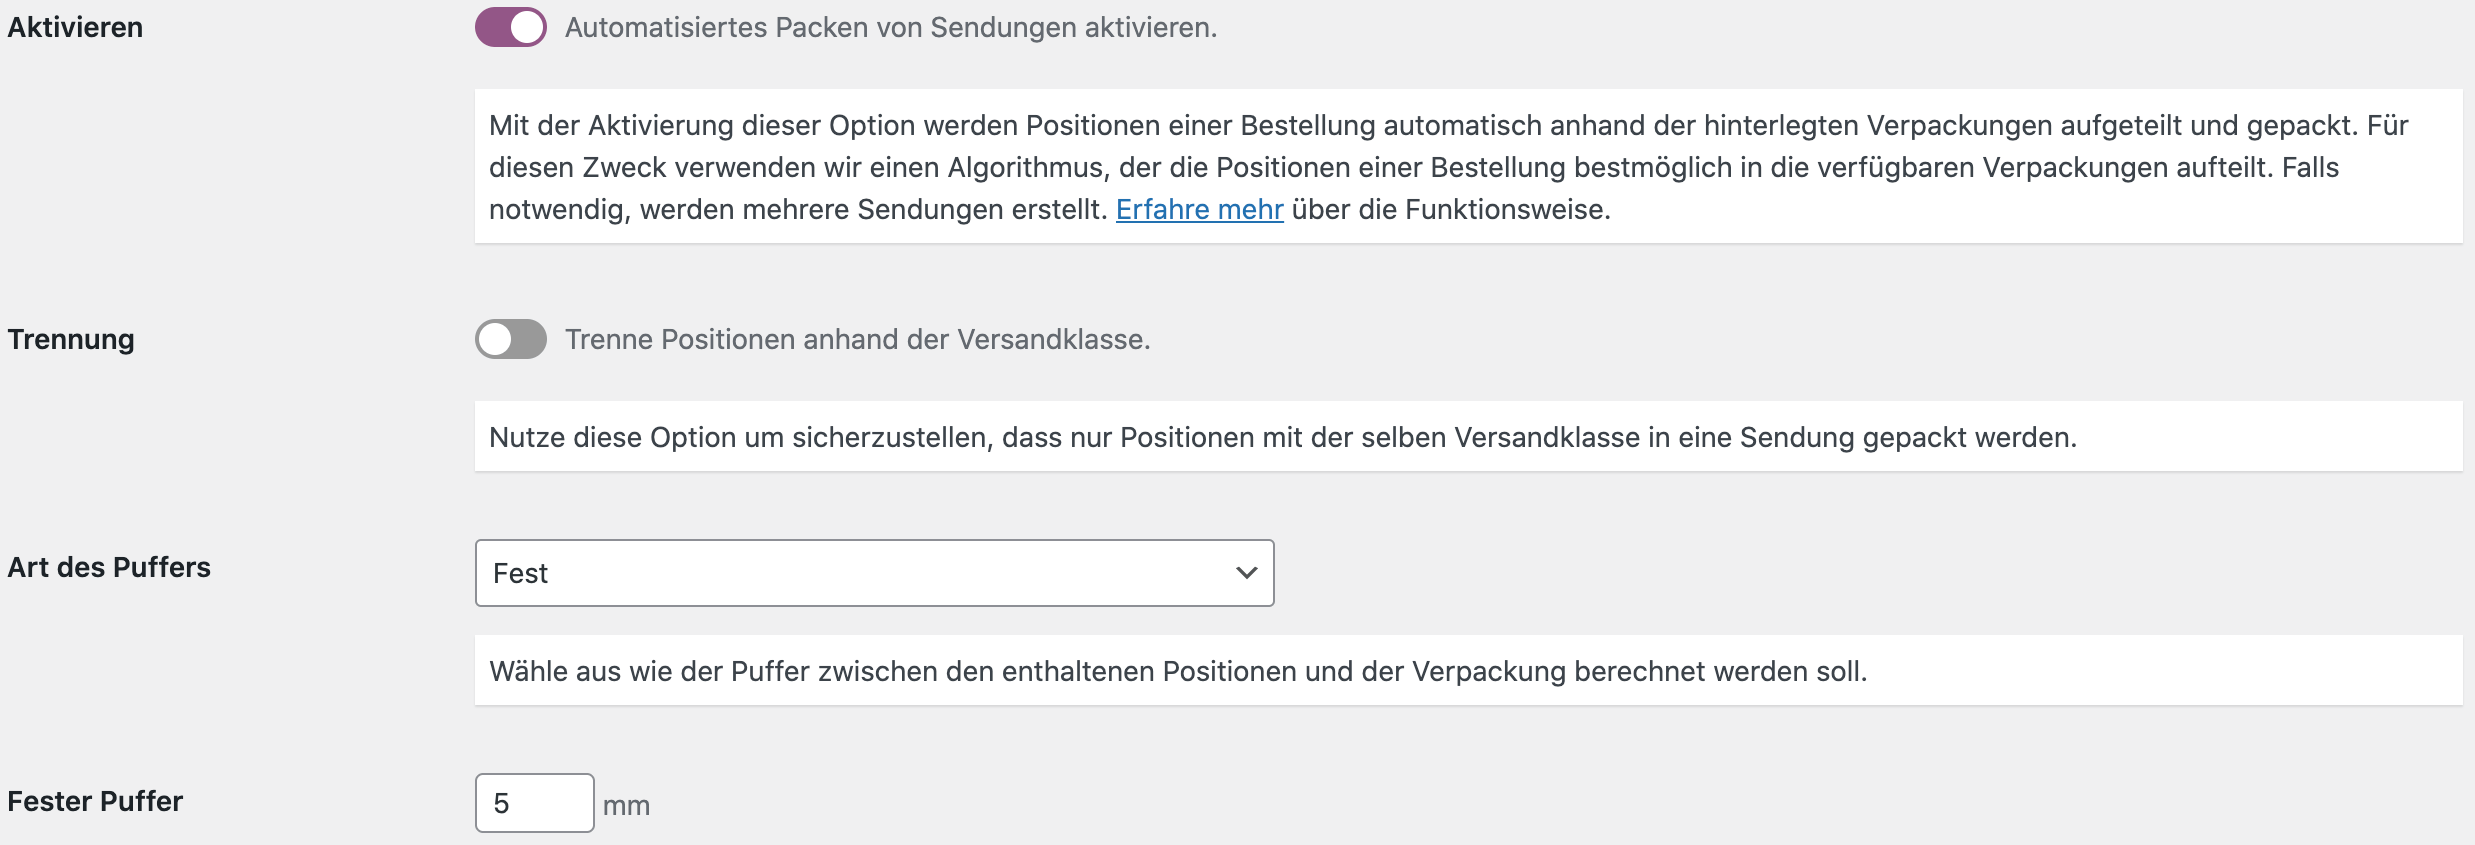 Aktivieren
Automatisiertes Packen von Sendungen aktivieren.
Mit der Aktivierung dieser Option werden Positionen einer Bestellung automatisch anhand der hinterlegten Verpackungen aufgeteilt und gepackt. Für
diesen Zweck verwenden wir einen Algorithmus, der die Positionen einer Bestellung bestmöglich in die verfügbaren Verpackungen aufteilt. Falls
notwendig, werden mehrere Sendungen erstellt. Erfahre mehr über die Funktionsweise.
Trennung
Trenne Positionen anhand der Versandklasse.
Nutze diese Option um sicherzustellen, dass nur Positionen mit der selben Versandklasse in eine Sendung gepackt werden.
Art des Puffers
Fest
Wähle aus wie der Puffer zwischen den enthaltenen Positionen und der Verpackung berechnet werden soll.
Fester Puffer
5 mm